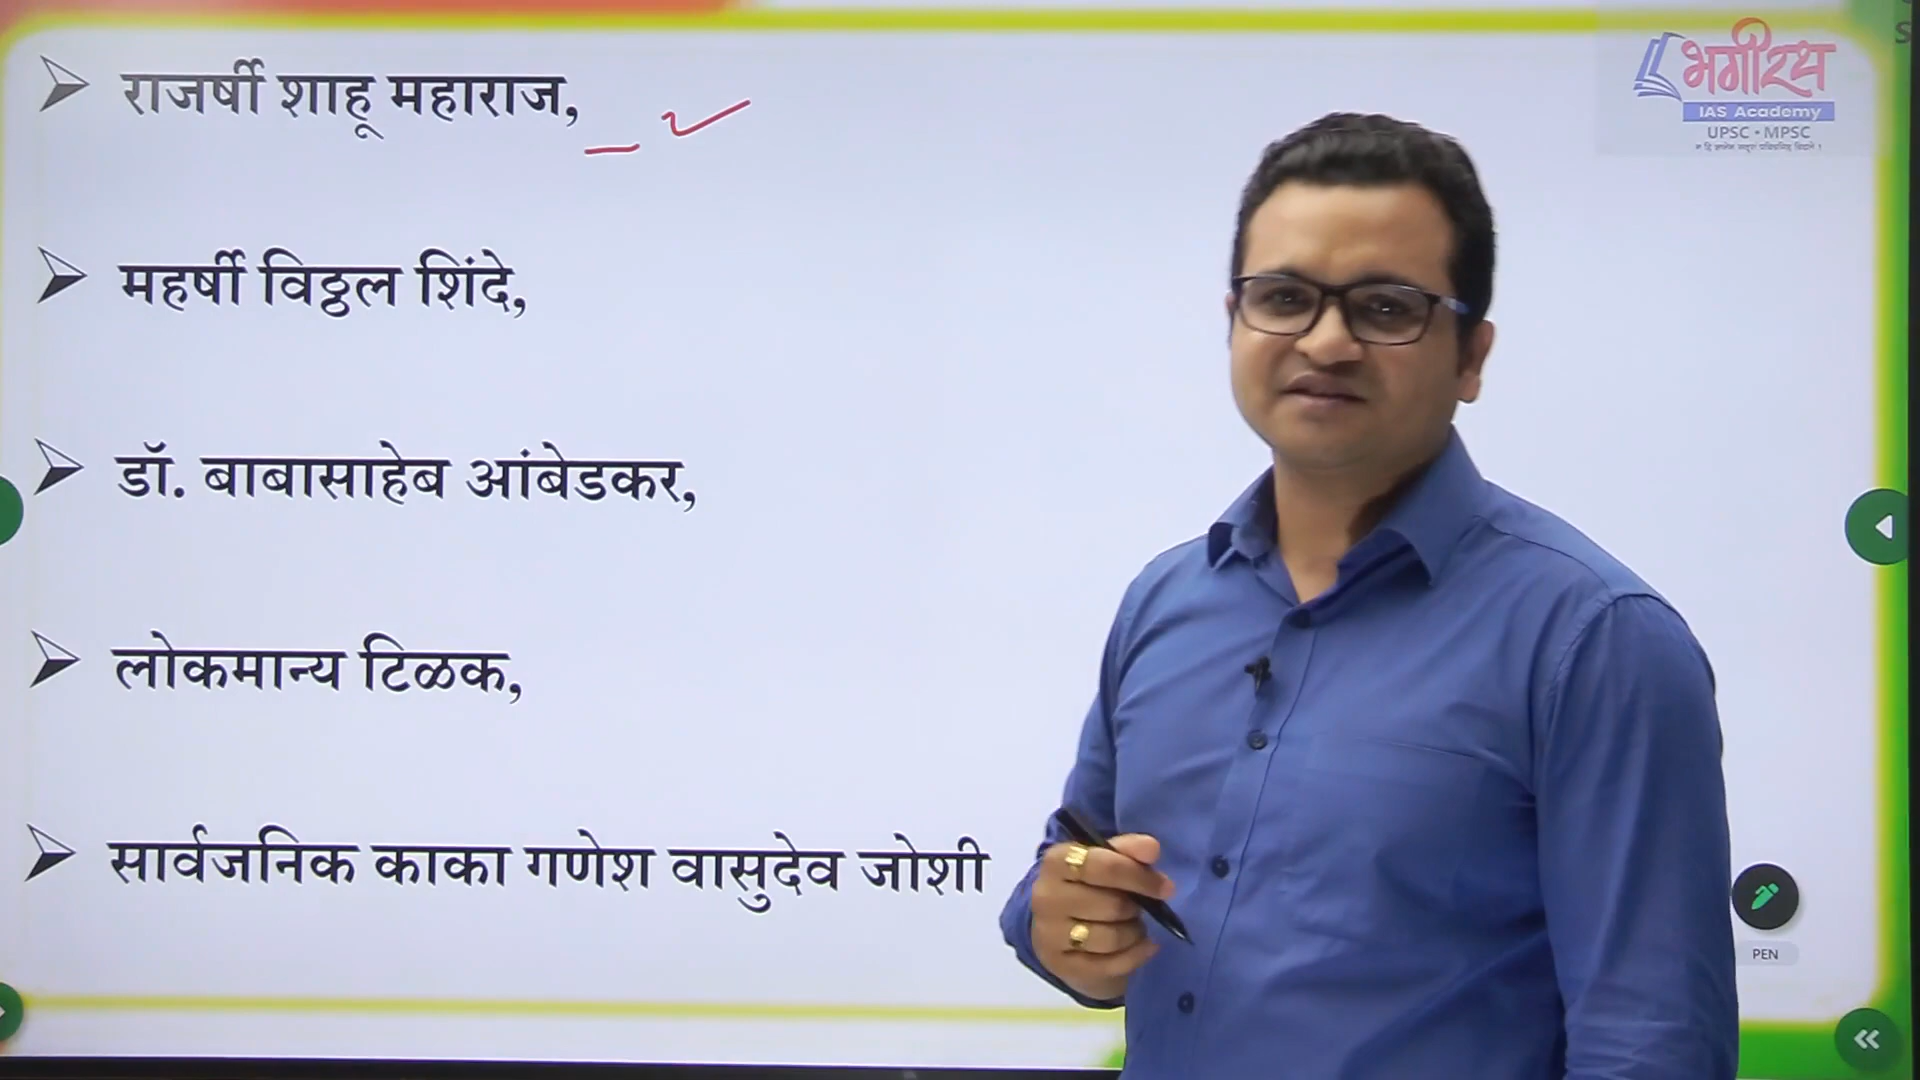 राजर्षी शाहू महाराज,
महर्षी विठ्ठल शिंदे,
डॉ. बाबासाहेब आंबेडकर,
लोकमान्य टिळक,
सार्वजनिक काका गणेश वासुदेव जोशी
भगीरथ
IAS Academy
UPSC • MPSC
PEN